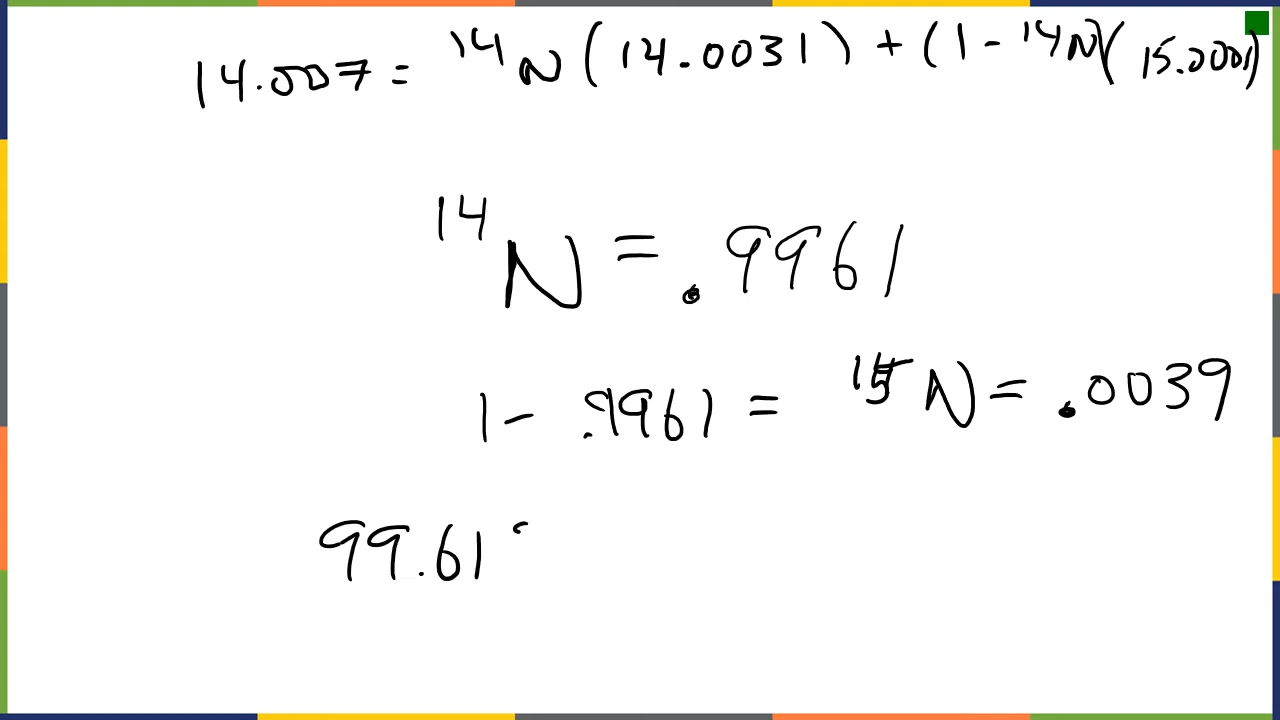 14.007 = ¹⁴N (14.0031) + (1 - ¹⁴N)(15.0001)
¹⁴N = .9961
1 - .9961 = ¹⁵N = .0039
99.61